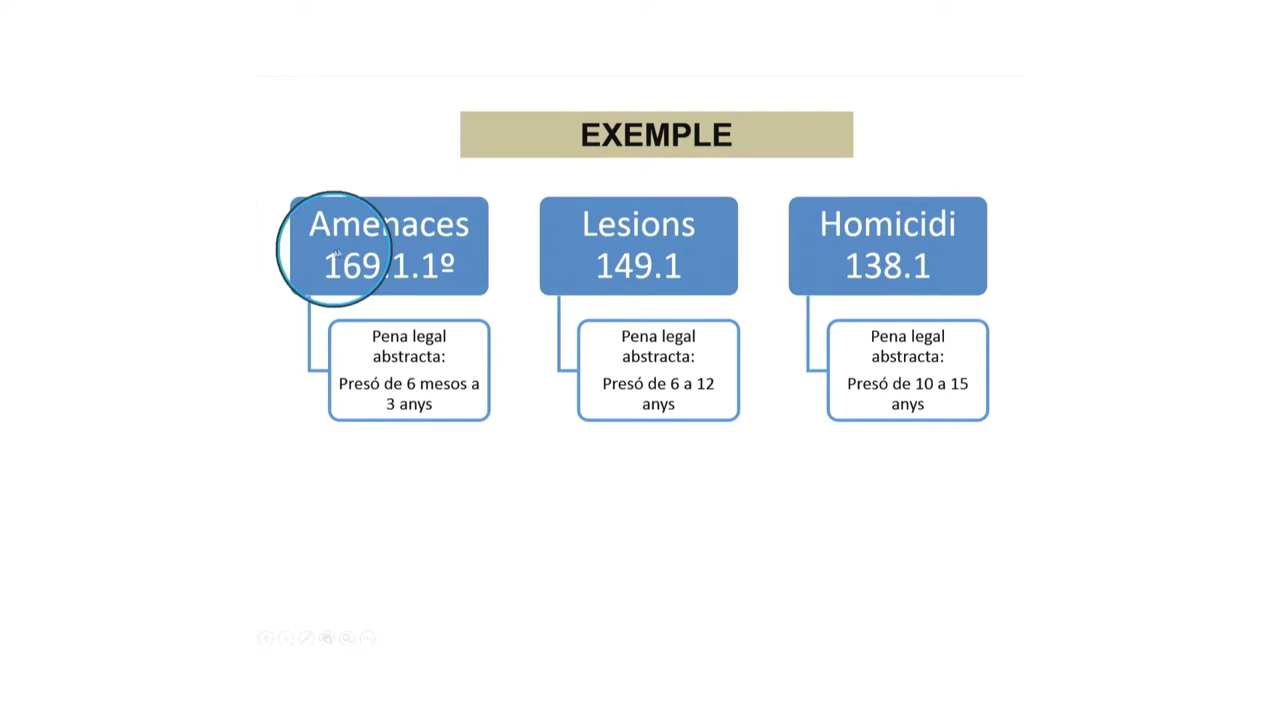 EXEMPLE
Amenaces
169.1.1º
Pena legal
abstracta:
Presó de 6 mesos a
3 anys
Lesions
149.1
Pena legal
abstracta:
Presó de 6 a 12
anys
Homicidi
138.1
Pena legal
abstracta:
Presó de 10 a 15
anys